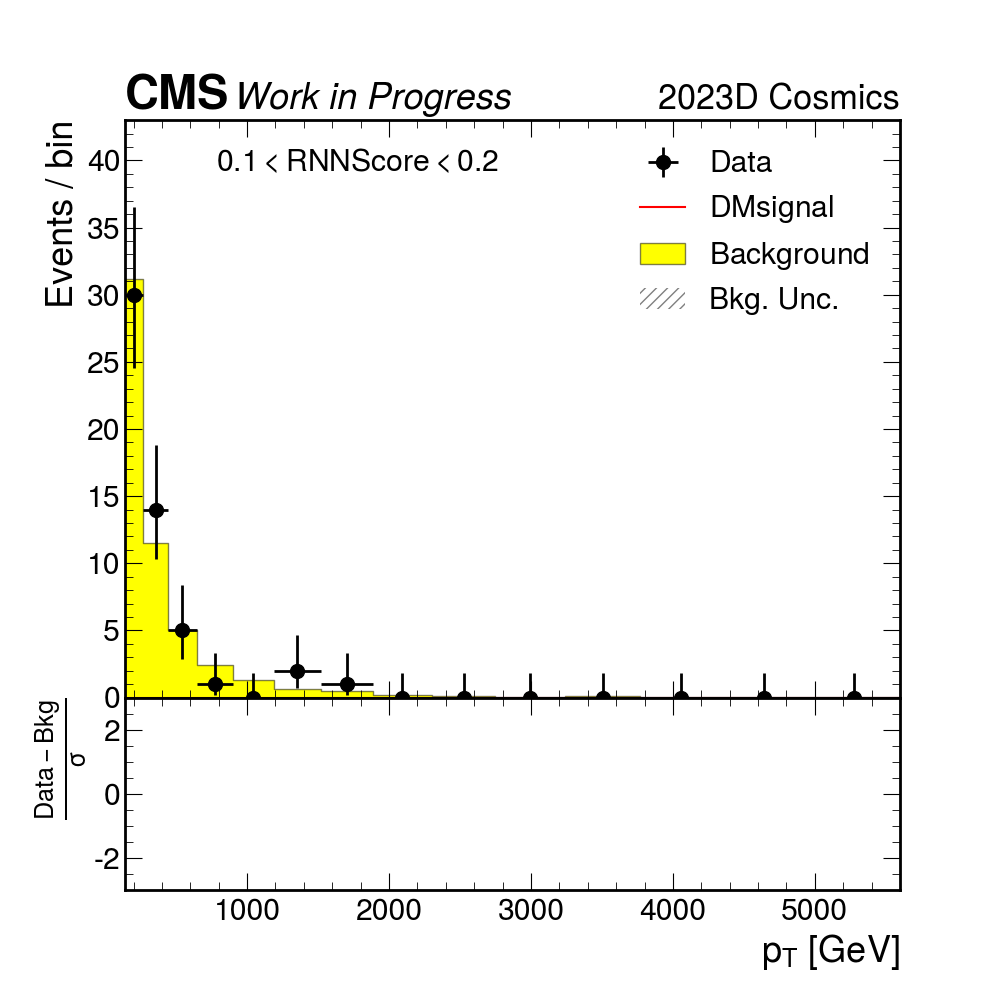 CMS Work in Progress 2023D Cosmics
Events / bin
0.1 < RNNScore < 0.2
Data
DMsignal
Background
Bkg. Unc.
40
35
30
25
20
15
10
5
0
Data – Bkg
σ
2
0
-2
1000 2000 3000 4000 5000
pT [GeV]